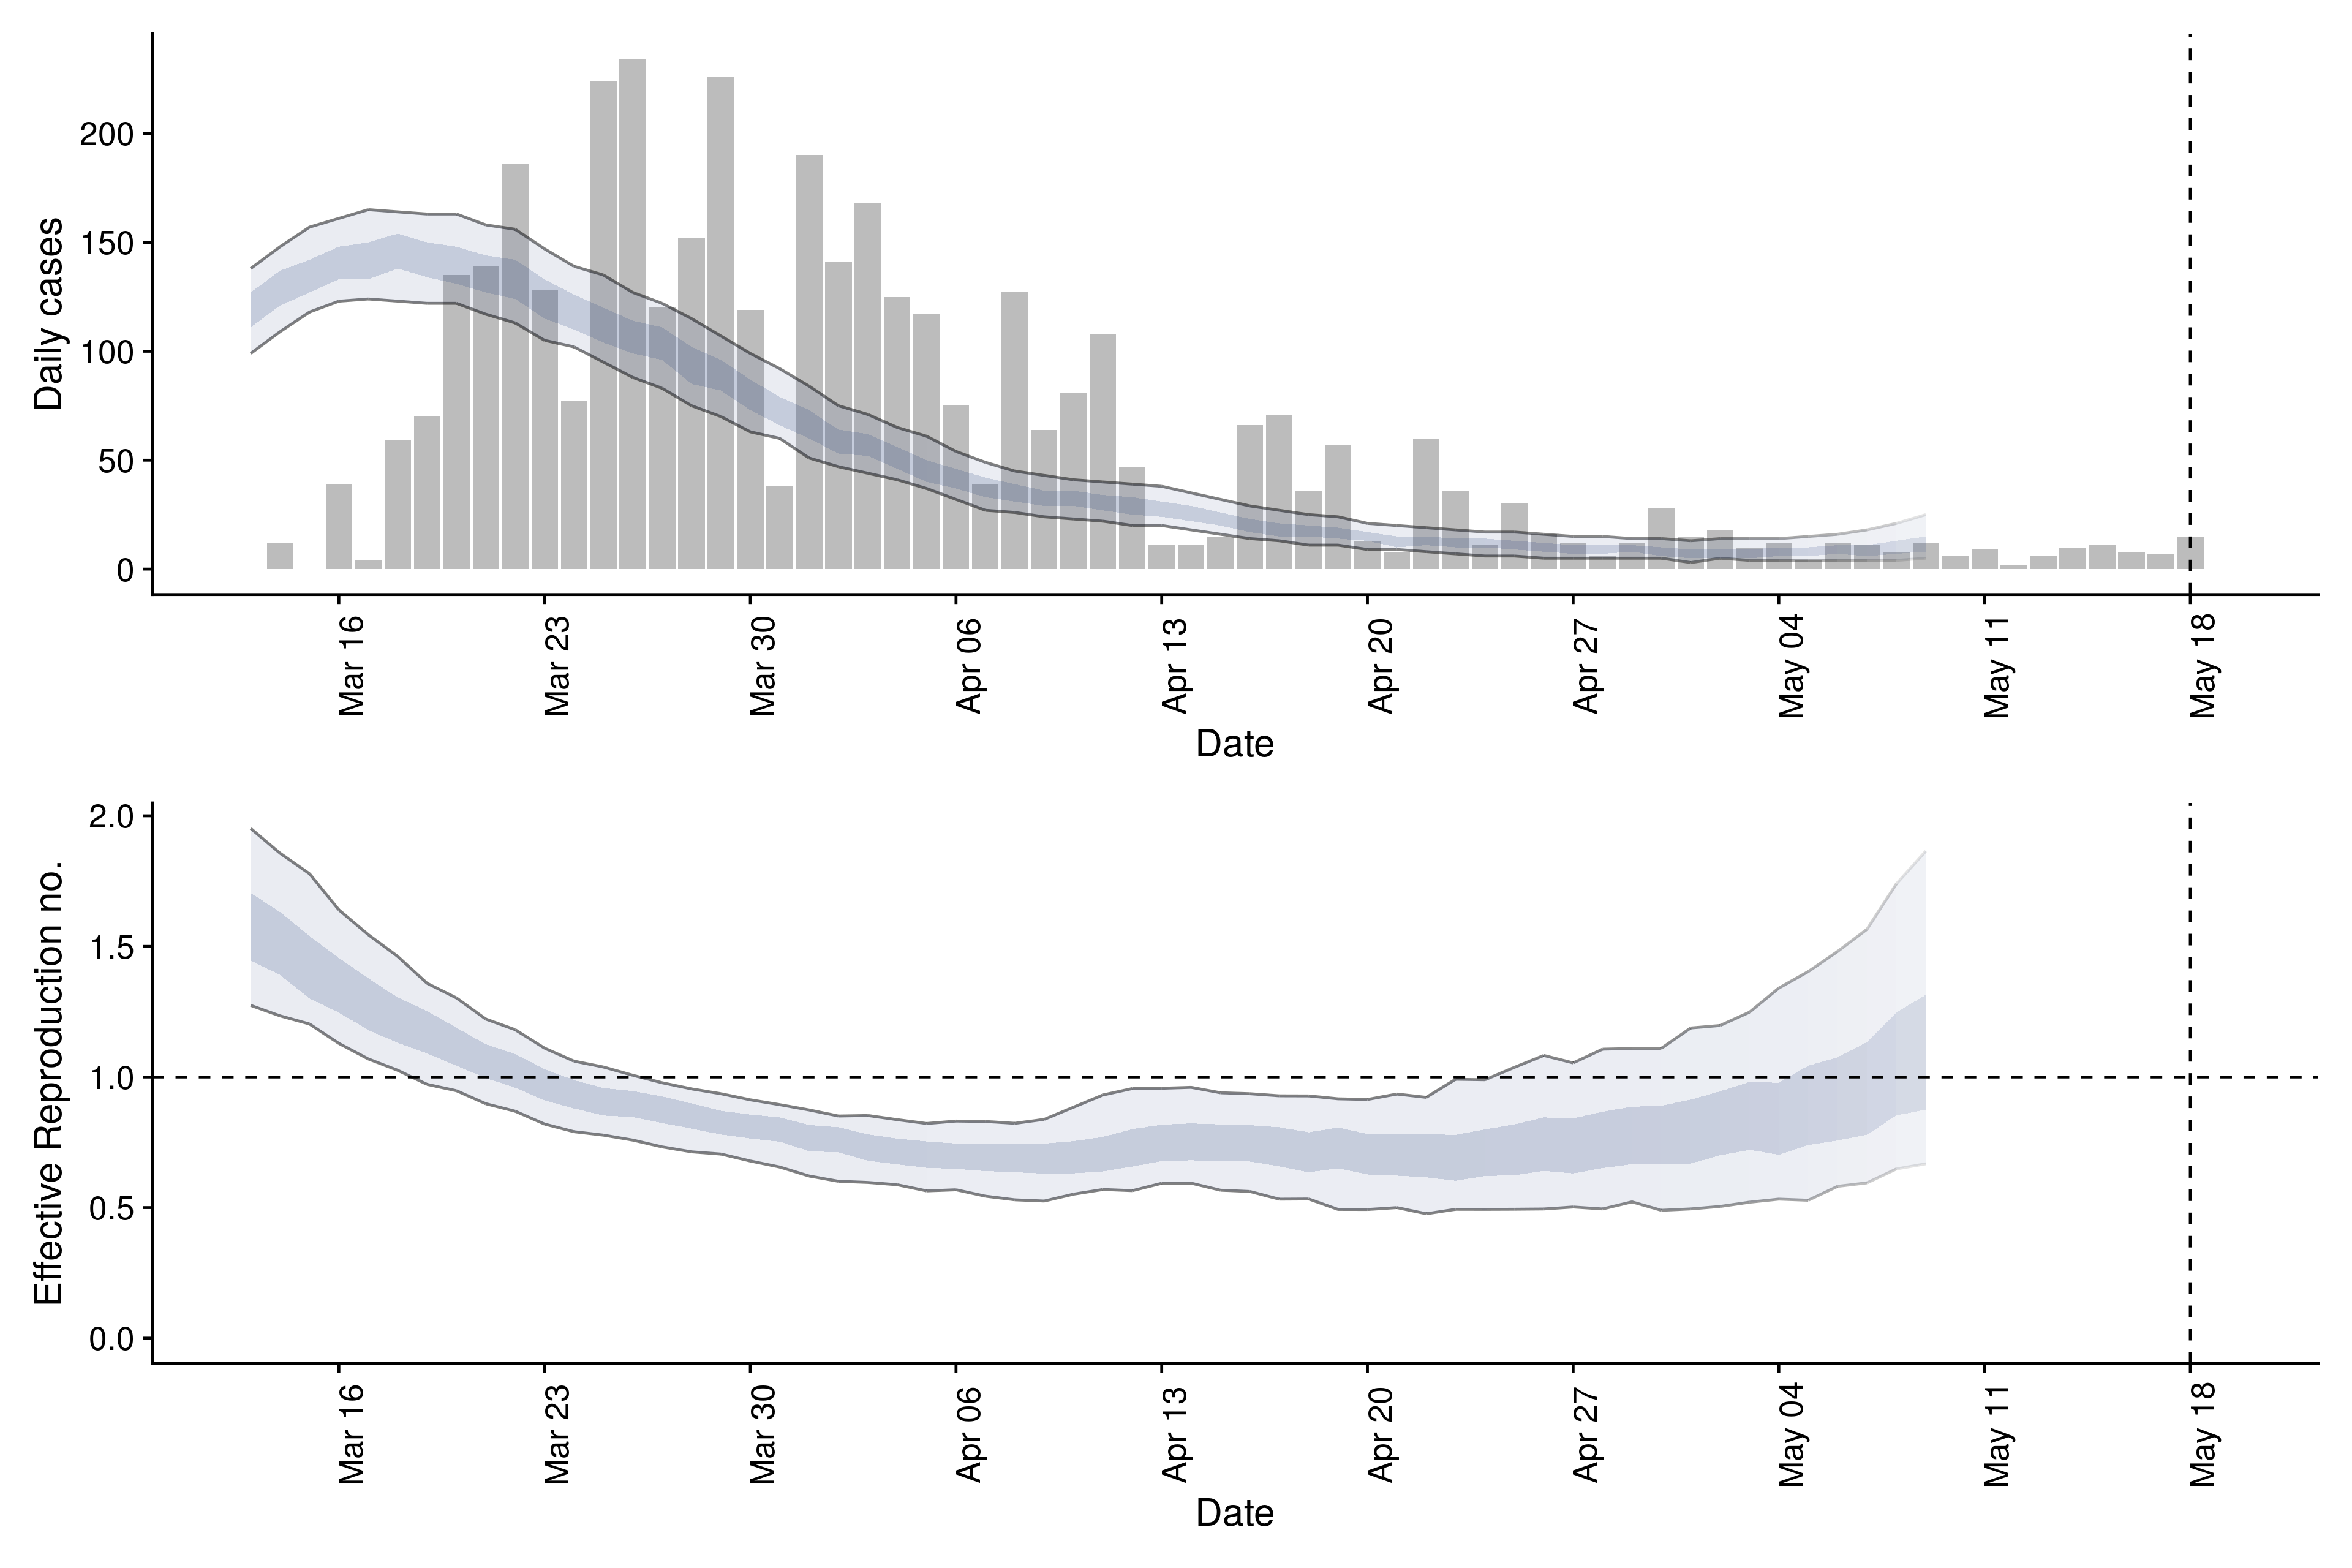 Daily cases
200
150
100
50
0
Mar 16
Mar 23
Mar 30
Apr 06
Apr 13
Apr 20
Apr 27
May 04
May 11
May 18
Date
Effective Reproduction no.
2.0
1.5
1.0
0.5
0.0
Mar 16
Mar 23
Mar 30
Apr 06
Apr 13
Apr 20
Apr 27
May 04
May 11
May 18
Date